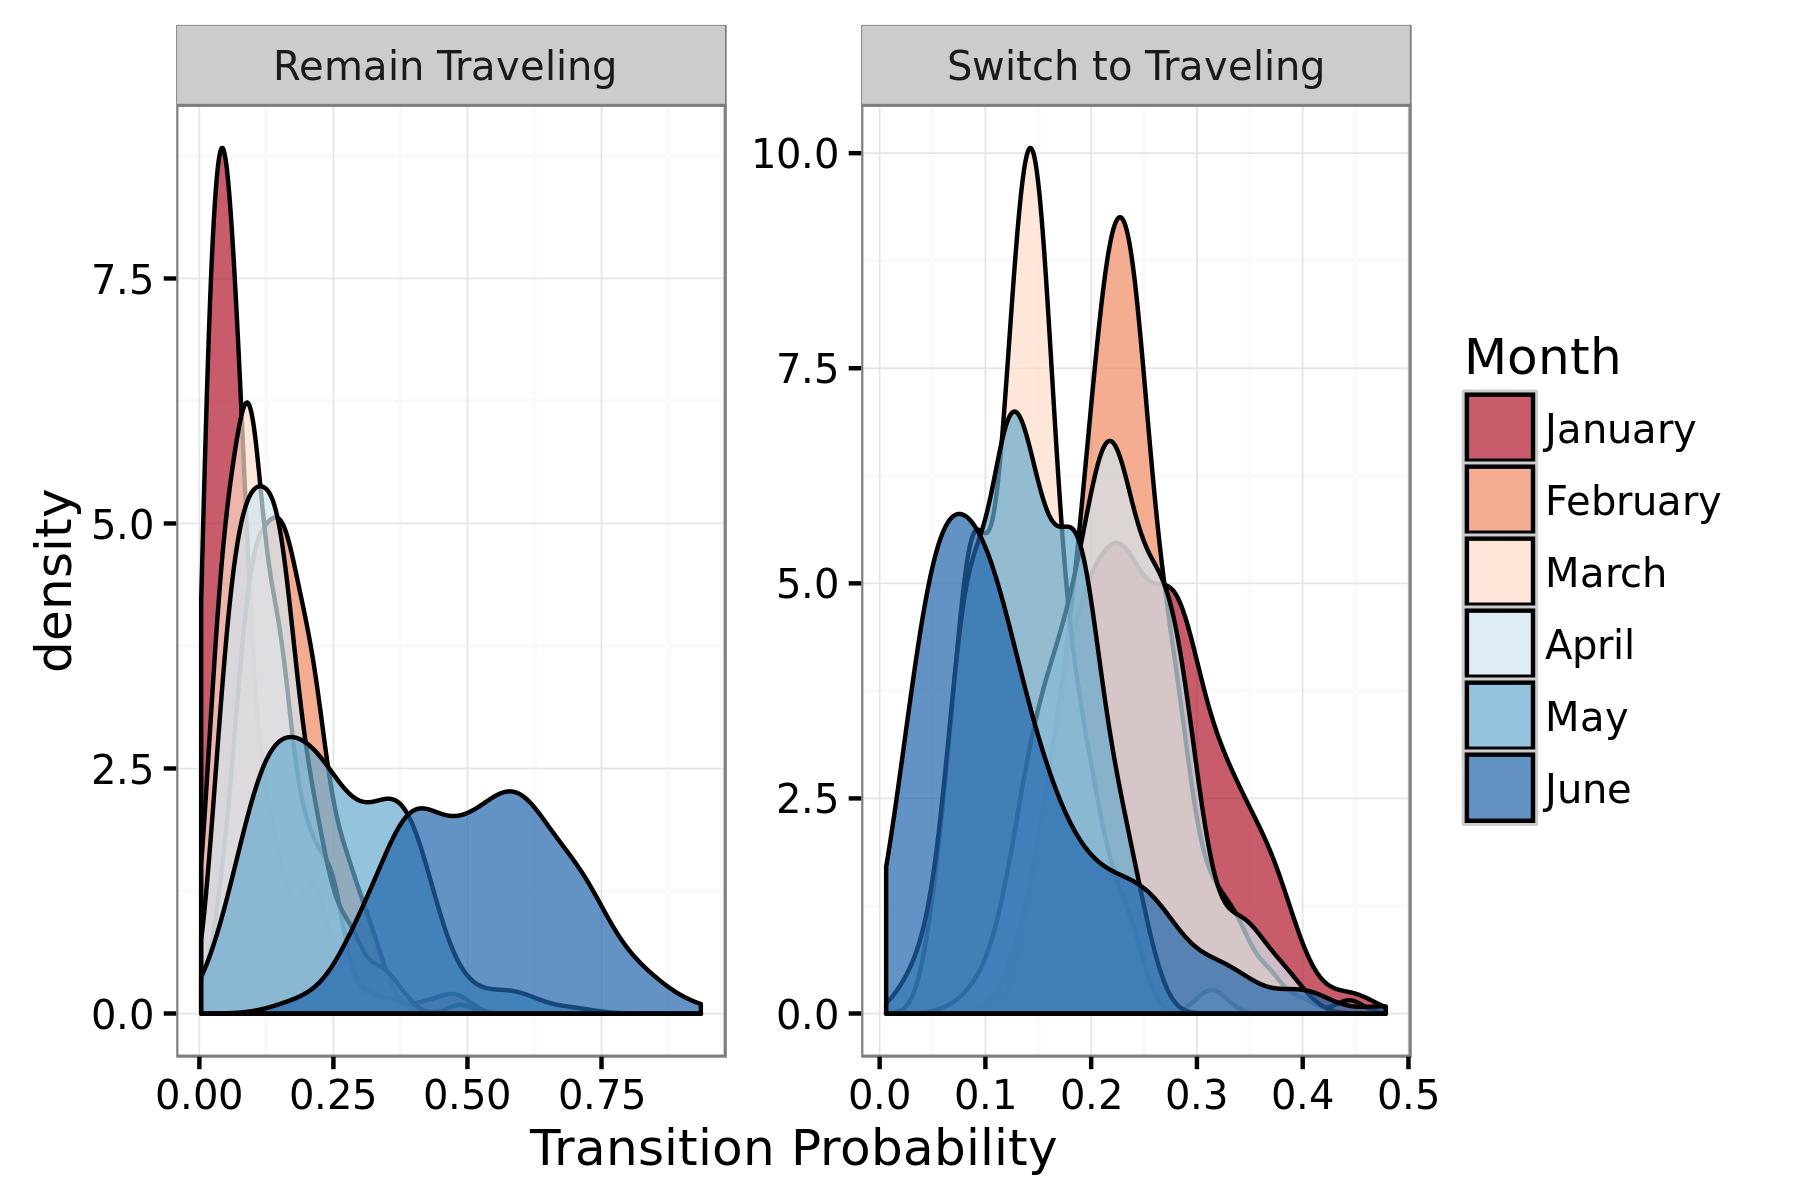 Remain Traveling
Switch to Traveling
density
7.5
5.0
2.5
0.0
10.0
7.5
5.0
2.5
0.0
0.00 0.25 0.50 0.75
0.0 0.1 0.2 0.3 0.4 0.5
Transition Probability
Month
January
February
March
April
May
June